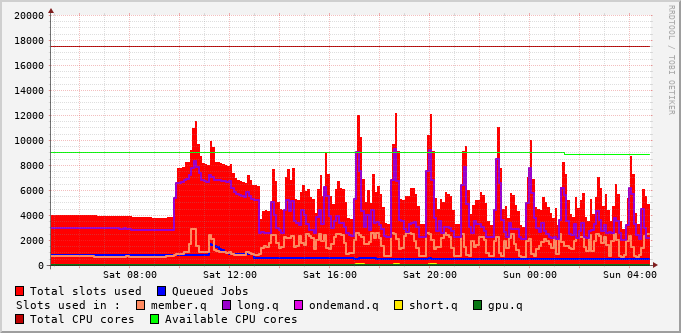 20000
18000
16000
14000
12000
10000
8000
6000
4000
2000
0
Sat 08:00 Sat 12:00 Sat 16:00 Sat 20:00 Sun 00:00 Sun 04:00
RRDTOOL / TOBI OETIKER
Total slots used Queued Jobs
Slots used in : member.q long.q ondemand.q short.q gpu.q
Total CPU cores Available CPU cores